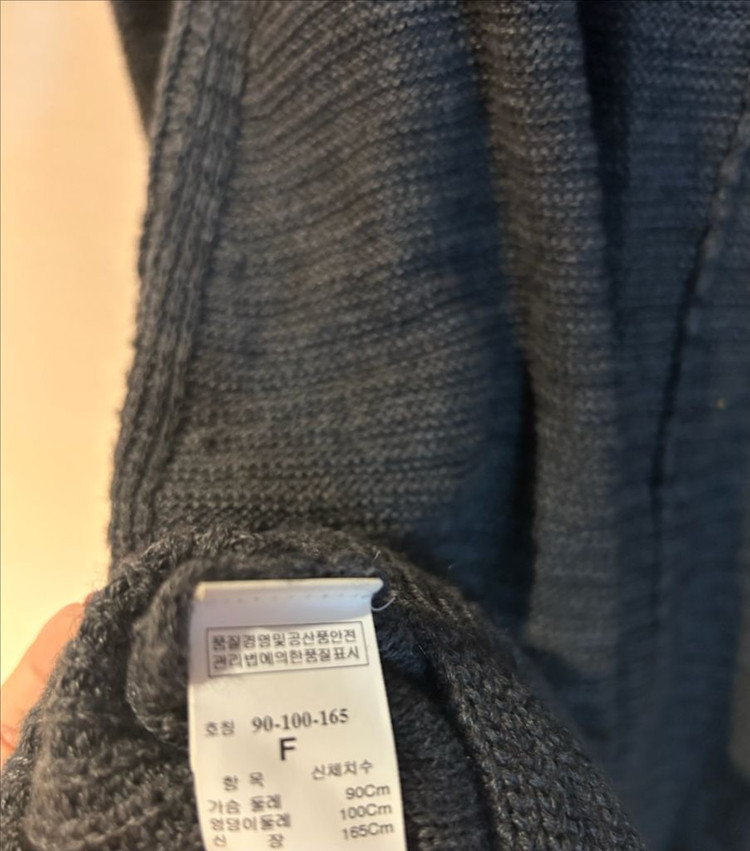 품질경영및공산품안전
관리법에의한품질표시
호칭 90-100-165
F
항 목 신체치수
가슴 둘레 90Cm
엉덩이둘레 100Cm
신 장 165Cm